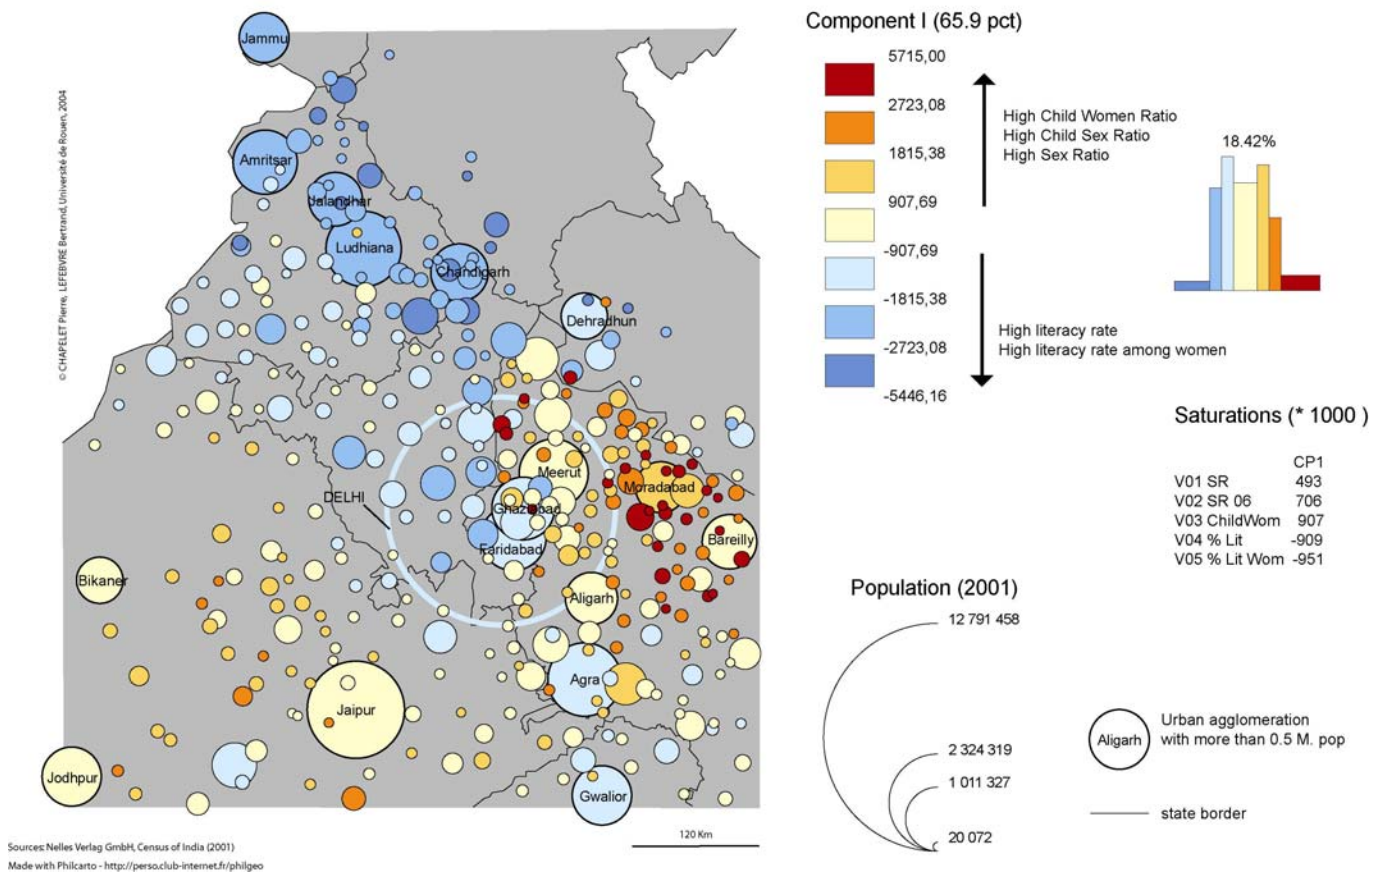 © CHAPELET Pierre, LEFEBVRE Bertrand, Université de Rouen, 2004
Jammu
Amritsar
Jalandhar
Ludhiana
Chandigarh
Dehradhun
DELHI
Meerut
Moradabad
Ghaziabad
Faridabad
Bareilly
Bikaner
Aligarh
Agra
Jaipur
Jodhpur
Gwalior
120 Km
Sources: Nelles Verlag GmbH, Census of India (2001)
Made with Philcarto - http://perso.club-internet.fr/philgeo
Component I (65.9 pct)
5715,00
2723,08
1815,38
907,69
-907,69
-1815,38
-2723,08
-5446,16
High Child Women Ratio
High Child Sex Ratio
High Sex Ratio
High literacy rate
High literacy rate among women
18.42%
Saturations (* 1000 )
CP1
V01 SR 493
V02 SR 06 706
V03 ChildWom 907
V04 % Lit -909
V05 % Lit Wom -951
Population (2001)
12 791 458
2 324 319
1 011 327
20 072
Aligarh
Urban agglomeration
with more than 0.5 M. pop
state border